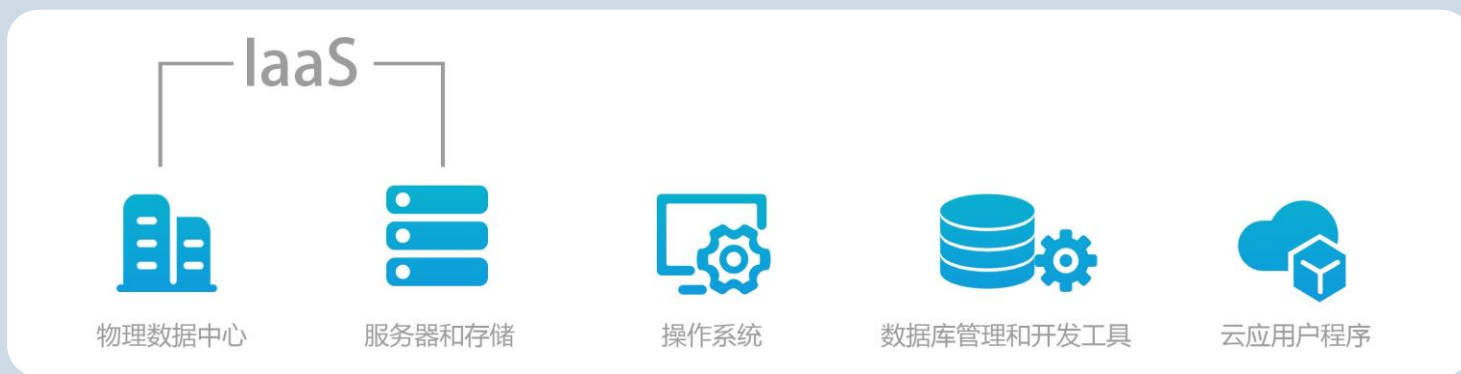 IaaS
物理数据中心
服务器和存储
操作系统
数据库管理和开发工具
云应用户程序